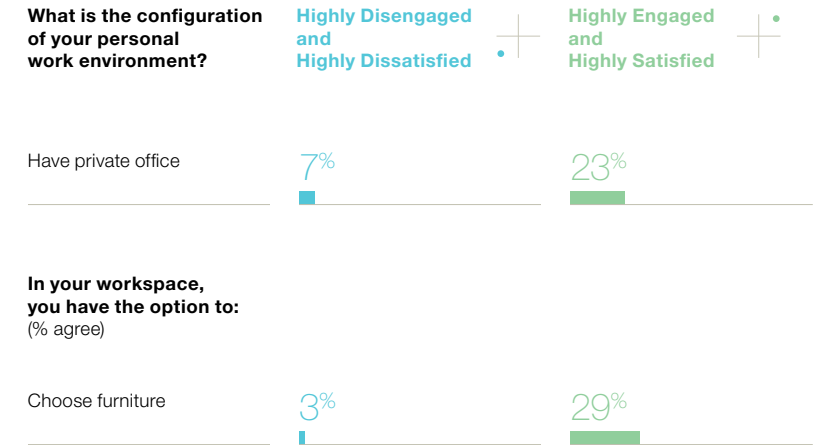 What is the configuration
of your personal
work environment?
Highly Disengaged
and
Highly Dissatisfied
Highly Engaged
and
Highly Satisfied
Have private office
7%
23%
In your workspace,
you have the option to:
(% agree)
Choose furniture
3%
29%